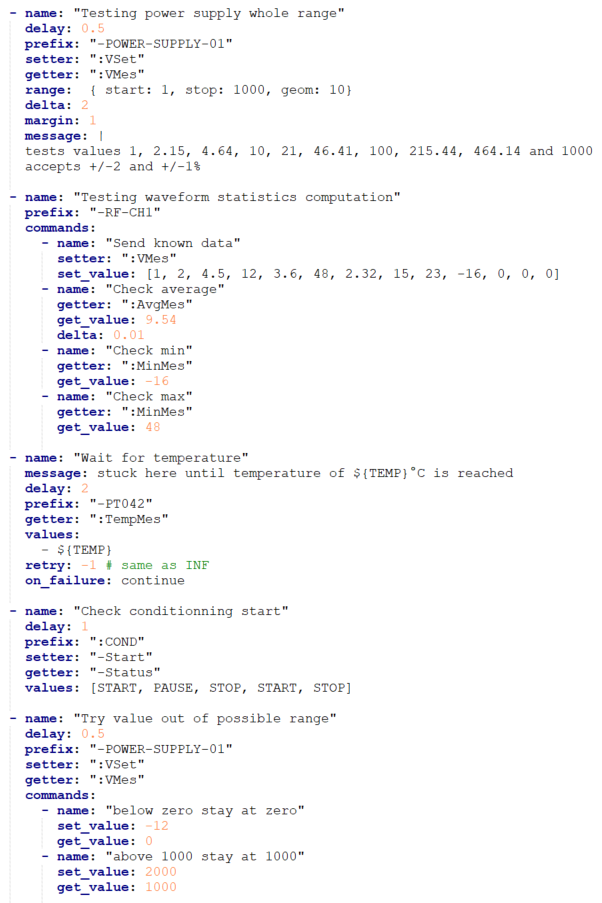 - name: "Testing power supply whole range"
  delay: 0.5
  prefix: "-POWER-SUPPLY-01"
  setter: ":VSet"
  getter: ":VMes"
  range:  { start: 1, stop: 1000, geom: 10}
  delta: 2
  margin: 1
  message: |
  tests values 1, 2.15, 4.64, 10, 21, 46.41, 100, 215.44, 464.14 and 1000
  accepts +/-2 and +/-1%

- name: "Testing waveform statistics computation"
  prefix: "-RF-CH1"
  commands:
    - name: "Send known data"
      setter: ":VMes"
      set_value: [1, 2, 4.5, 12, 3.6, 48, 2.32, 15, 23, -16, 0, 0, 0]
    - name: "Check average"
      getter: ":AvgMes"
      get_value: 9.54
      delta: 0.01
    - name: "Check min"
      getter: ":MinMes"
      get_value: -16
    - name: "Check max"
      getter: ":MinMes"
      get_value: 48

- name: "Wait for temperature"
  message: stuck here until temperature of ${TEMP}°C is reached
  delay: 2
  prefix: "-PT042"
  getter: ":TempMes"
  values:
    - ${TEMP}
  retry: -1 # same as INF
  on_failure: continue

- name: "Check conditionning start"
  delay: 1
  prefix: ":COND"
  setter: "-Start"
  getter: "-Status"
  values: [START, PAUSE, STOP, START, STOP]

- name: "Try value out of possible range"
  delay: 0.5
  prefix: "-POWER-SUPPLY-01"
  setter: ":VSet"
  getter: ":VMes"
  commands:
    - name: "below zero stay at zero"
      set_value: -12
      get_value: 0
    - name: "above 1000 stay at 1000"
      set_value: 2000
      get_value: 1000